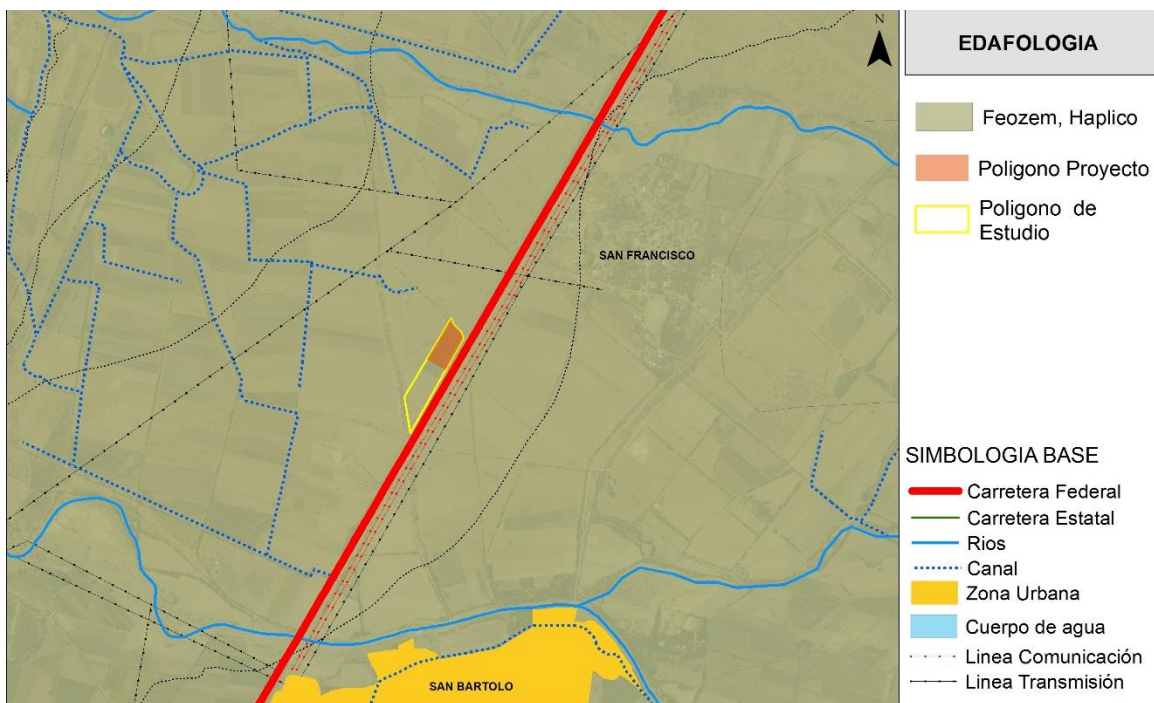 N
SAN FRANCISCO
SAN BARTOLO
EDAFOLOGIA
Feozem, Haplico
Poligono Proyecto
Poligono de
Estudio
SIMBOLOGIA BASE
Carretera Federal
Carretera Estatal
Rios
Canal
Zona Urbana
Cuerpo de agua
Linea Comunicación
Linea Transmisión